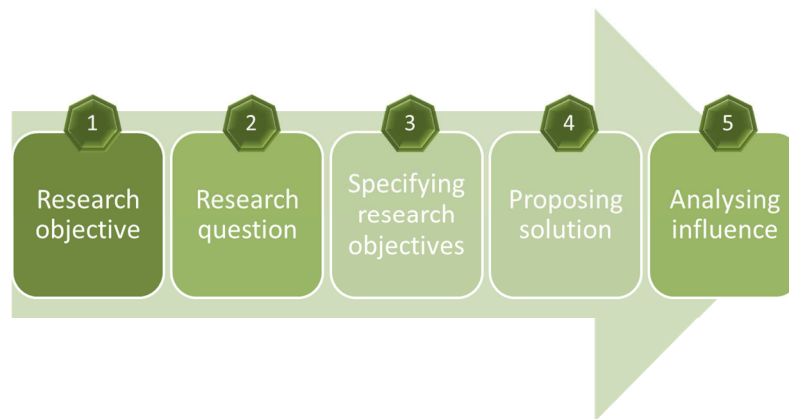 1
Research
objective
2
Research
question
3
Specifying
research
objectives
4
Proposing
solution
5
Analysing
influence